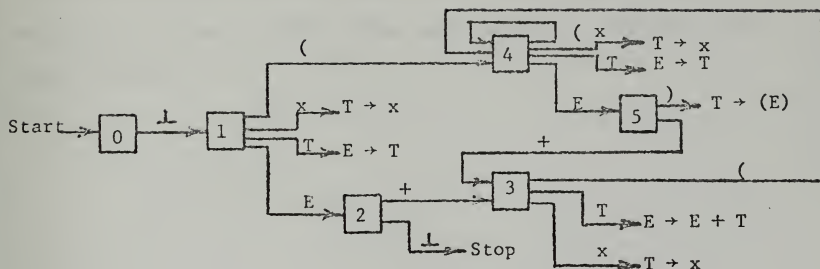 ( x T → x
( 4 T E → T
x T → x E 5 ) T → (E)
Start 0 ⊥ 1
T E → T +
(
E 2 + 3
T E → E + T
⊥ Stop
x T → x